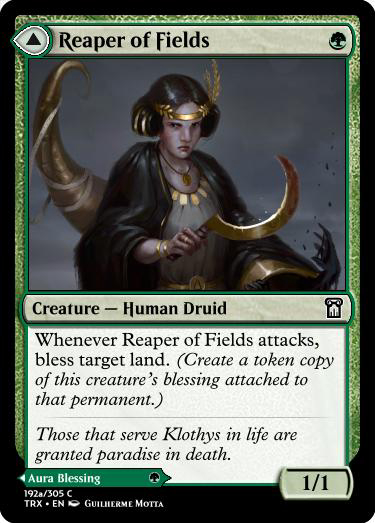 Reaper of Fields
Creature — Human Druid
Whenever Reaper of Fields attacks,
bless target land. (Create a token copy
of this creature's blessing attached to
that permanent.)
Those that serve Klothys in life are
granted paradise in death.
Aura Blessing
1/1
192a/305 C
TRX • EN Guilherme Motta